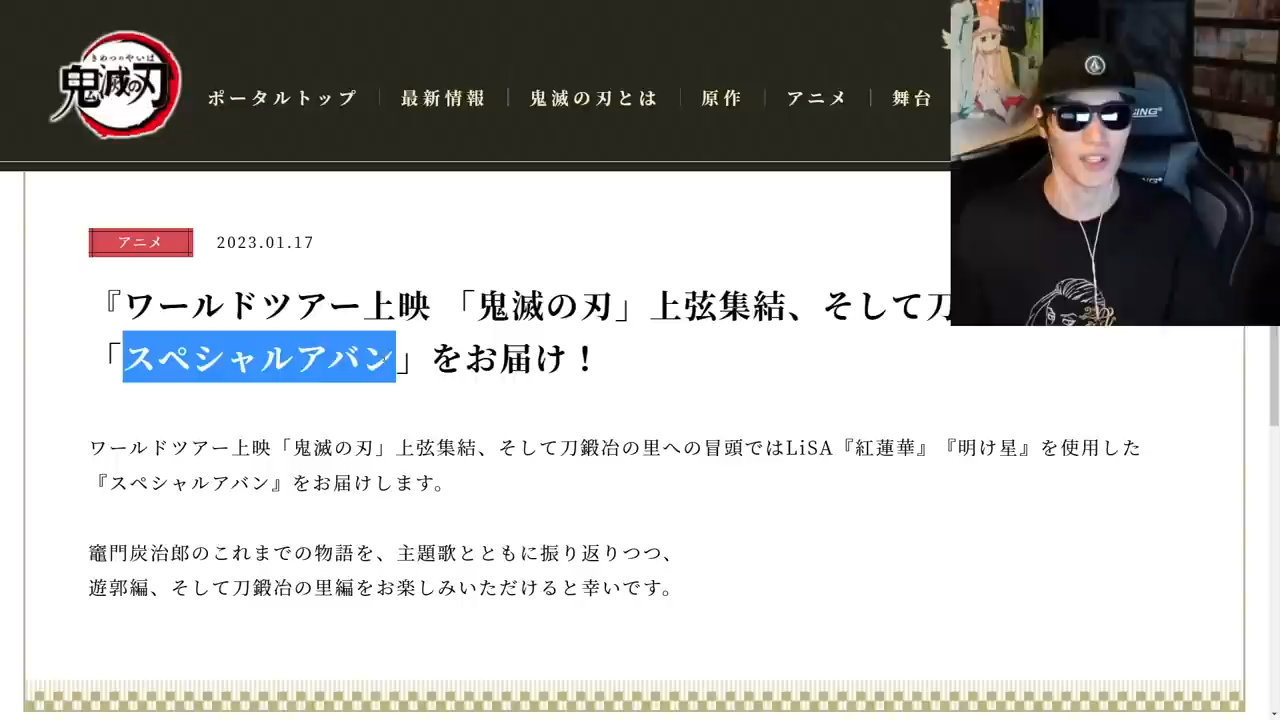 きめつのやいば
鬼滅の刃
ポータルトップ
最新情報
鬼滅の刃とは
原作
アニメ
舞台
アニメ
2023.01.17
『ワールドツアー上映 「鬼滅の刃」上弦集結、そして刀
「スペシャルアバン」をお届け！
ワールドツアー上映「鬼滅の刃」上弦集結、そして刀鍛冶の里への冒頭ではLiSA『紅蓮華』『明け星』を使用した
『スペシャルアバン』をお届けします。
竈門炭治郎のこれまでの物語を、主題歌とともに振り返りつつ、
遊郭編、そして刀鍛冶の里編をお楽しみいただけると幸いです。